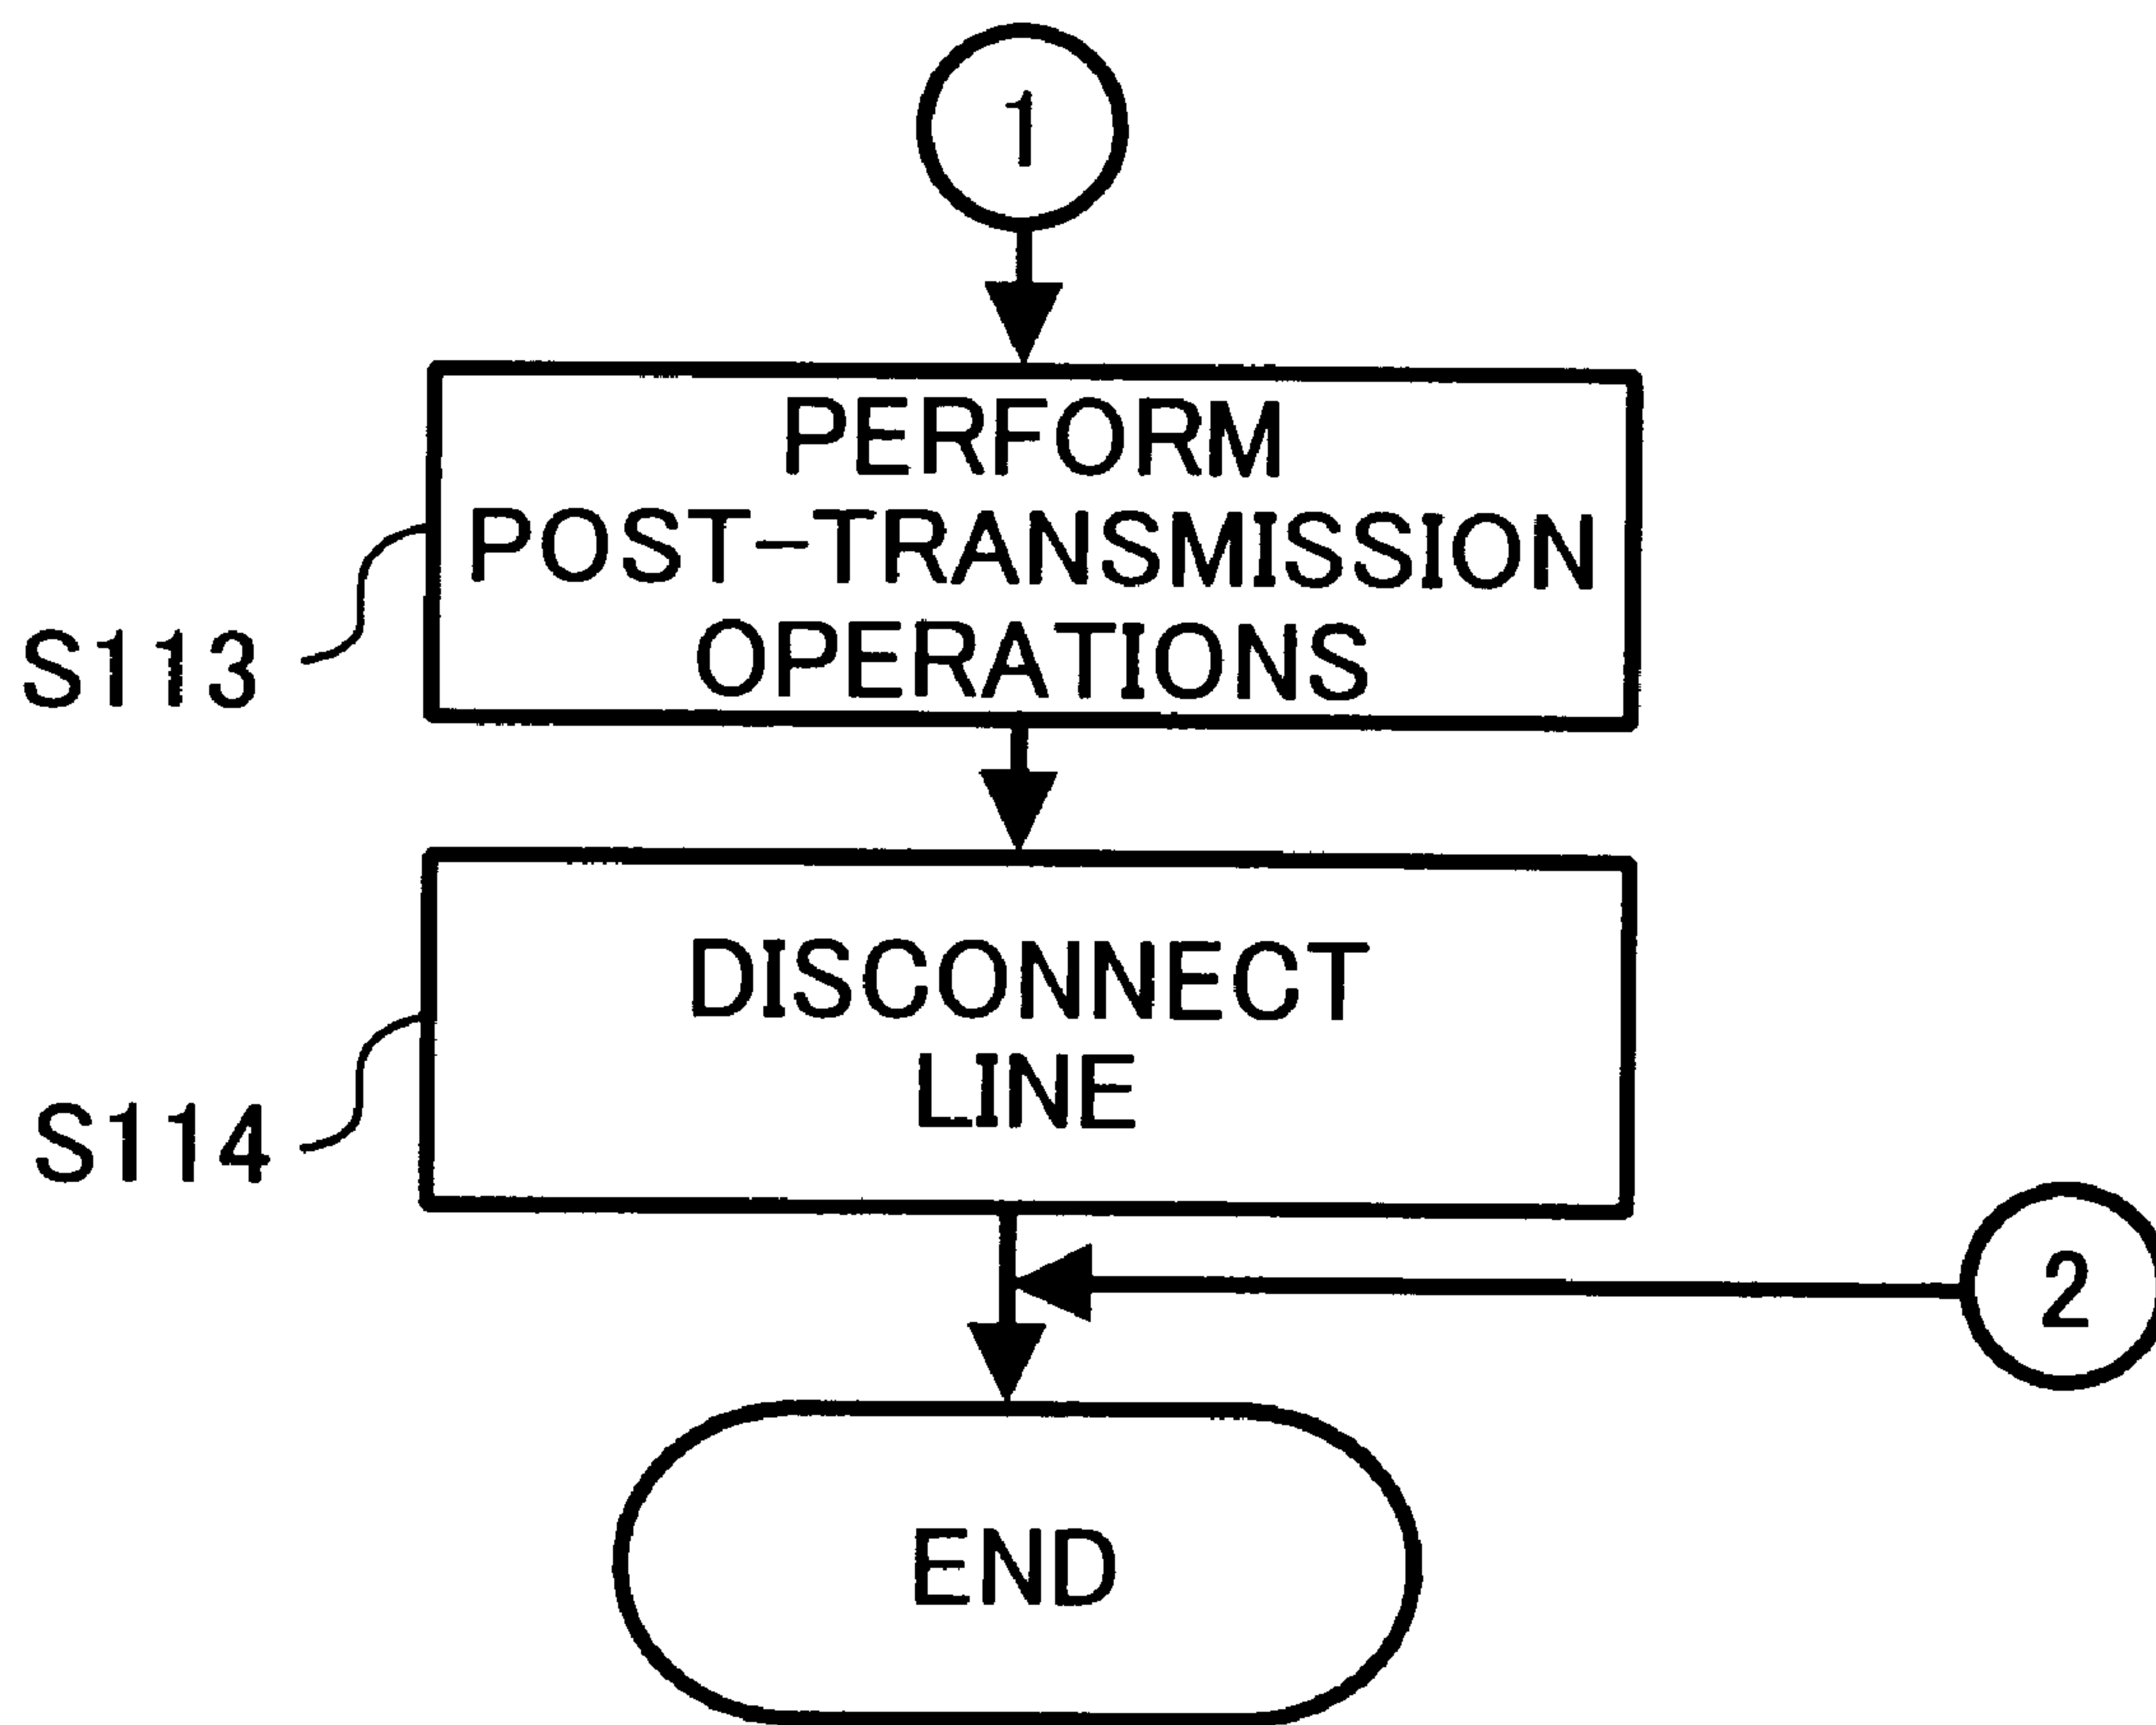 1
PERFORM
POST-TRANSMISSION
OPERATIONS
S113
DISCONNECT
LINE
S114
2
END